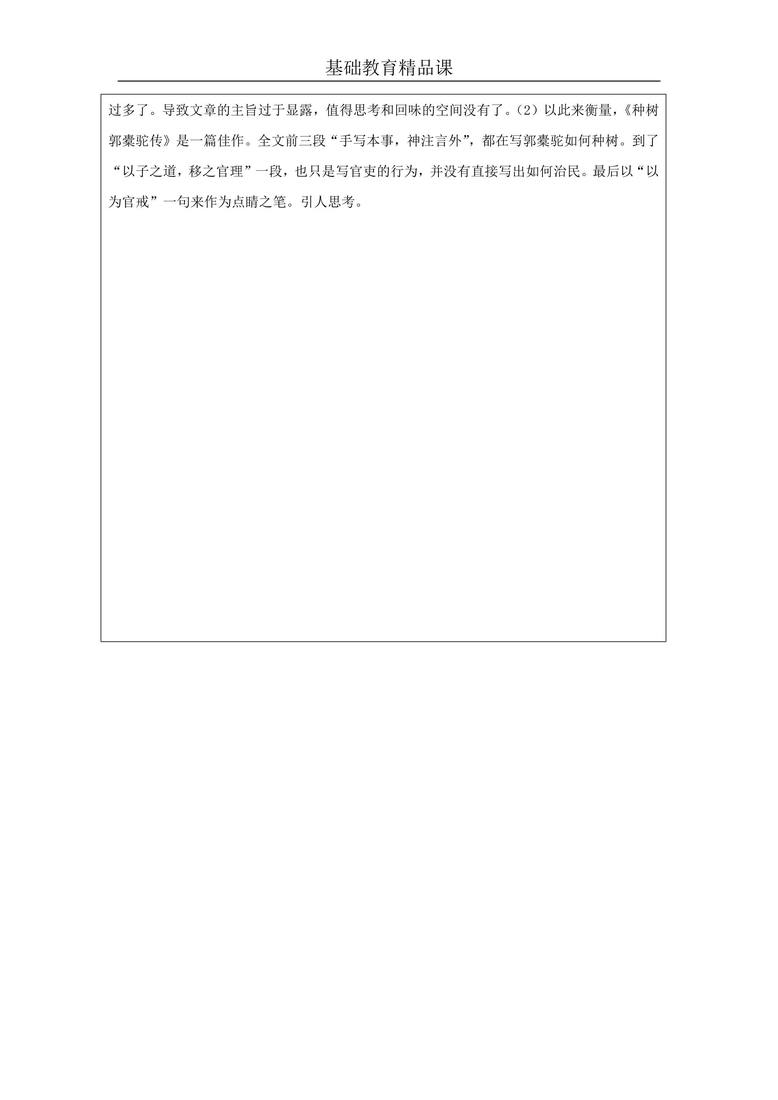 基础教育精品课
过多了。导致文章的主旨过于显露，值得思考和回味的空间没有了。（2）以此来衡量，《种树
郭橐驼传》是一篇佳作。全文前三段“手写本事，神注言外”，都在写郭橐驼如何种树。到了
“以子之道，移之官理”一段，也只是写官吏的行为，并没有直接写出如何治民。最后以“以
为官戒”一句来作为点睛之笔。引人思考。